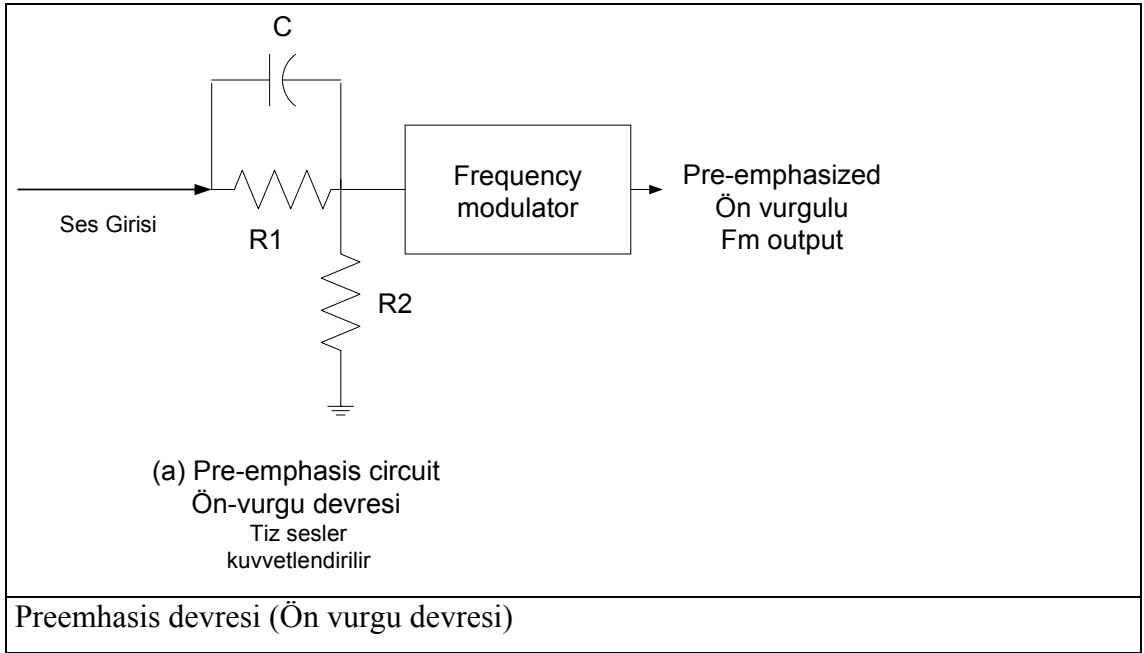 C
Ses Girisi
R1
R2
Frequency
modulator
Pre-emphasized
Ön vurgulu
Fm output
(a) Pre-emphasis circuit
Ön-vurgu devresi
Tiz sesler
kuvvetlendirilir
Preemhasis devresi (Ön vurgu devresi)